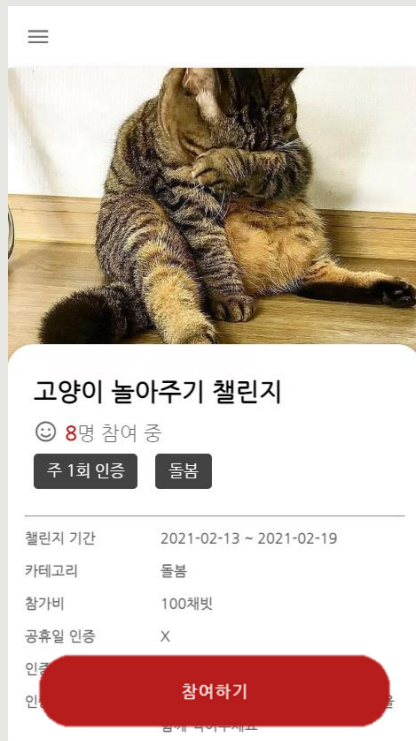 고양이 놀아주기 챌린지
8명 참여 중
주 1회 인증
돌봄
챌린지 기간 2021-02-13 ~ 2021-02-19
카테고리 돌봄
참가비 100채빗
공휴일 인증 X
참여하기